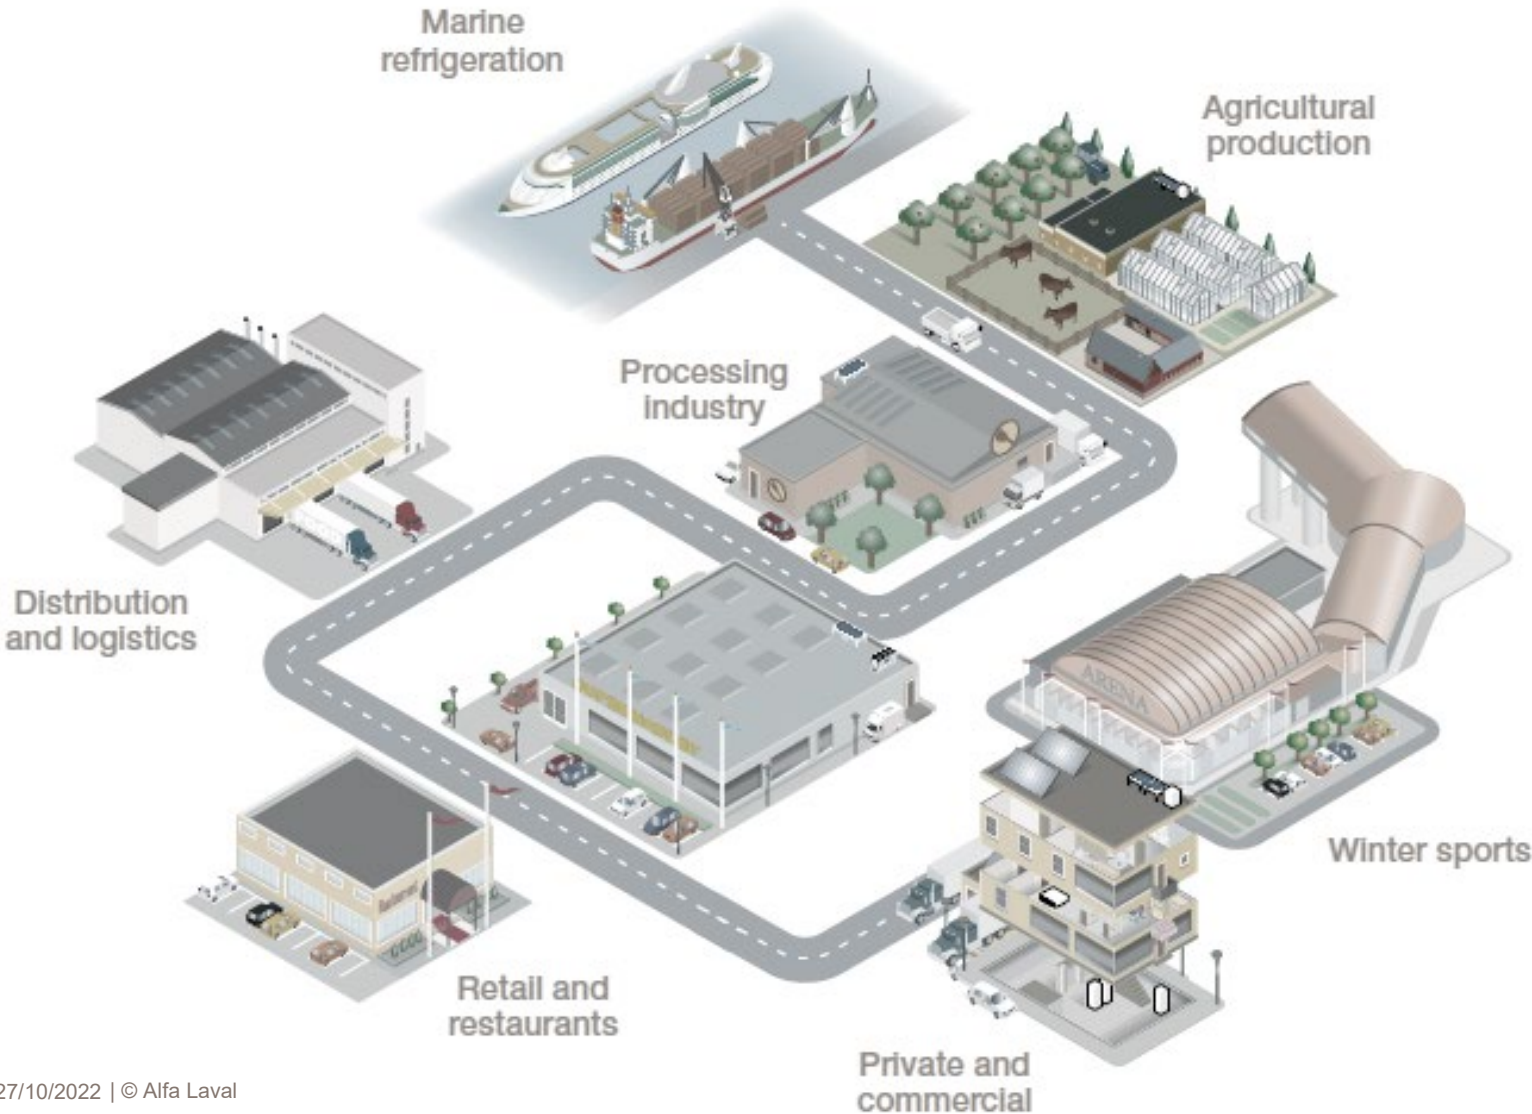 Marine
refrigeration
Agricultural
production
Processing
industry
Distribution
and logistics
ARENA
Winter sports
Retail and
restaurants
Private and
commercial
27/10/2022 | © Alfa Laval